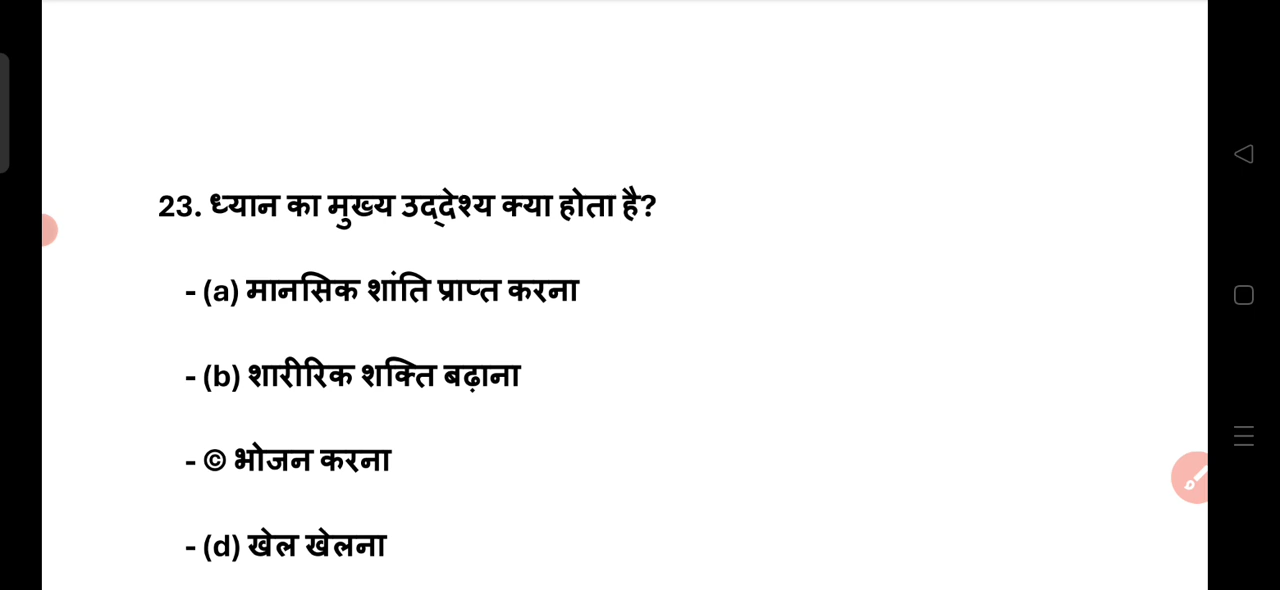 23. ध्यान का मुख्य उद्देश्य क्या होता है?
- (a) मानसिक शांति प्राप्त करना
- (b) शारीरिक शक्ति बढ़ाना
- © भोजन करना
- (d) खेल खेलना